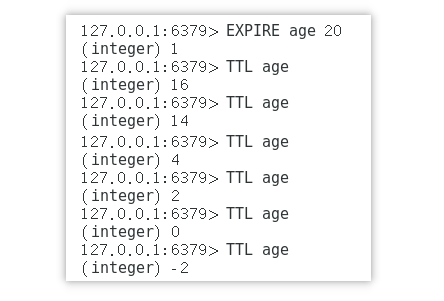 127.0.0.1:6379> EXPIRE age 20
(integer) 1
127.0.0.1:6379> TTL age
(integer) 16
127.0.0.1:6379> TTL age
(integer) 14
127.0.0.1:6379> TTL age
(integer) 4
127.0.0.1:6379> TTL age
(integer) 2
127.0.0.1:6379> TTL age
(integer) 0
127.0.0.1:6379> TTL age
(integer) -2